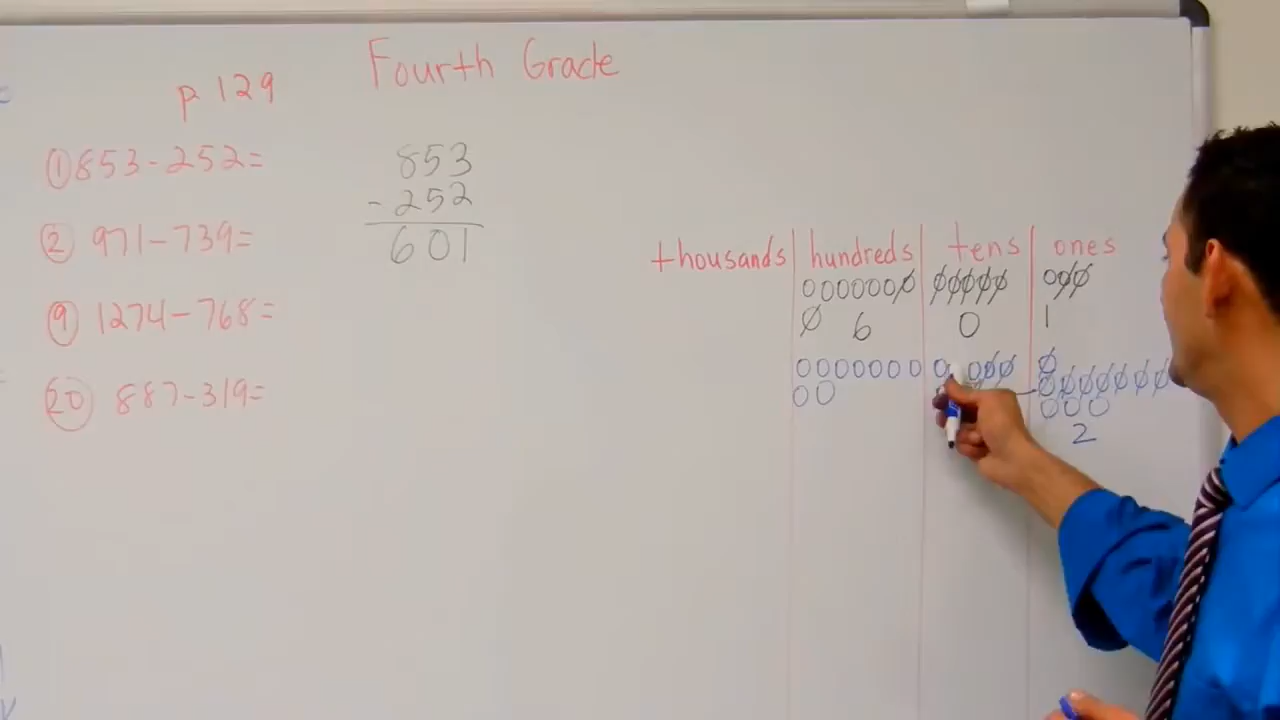 Fourth Grade
p 129
① 853-252=
② 971-739=
⑨ 1274-768=
⑳ 887-319=
853
- 252
601
thousands hundreds tens ones
6 0 1
2